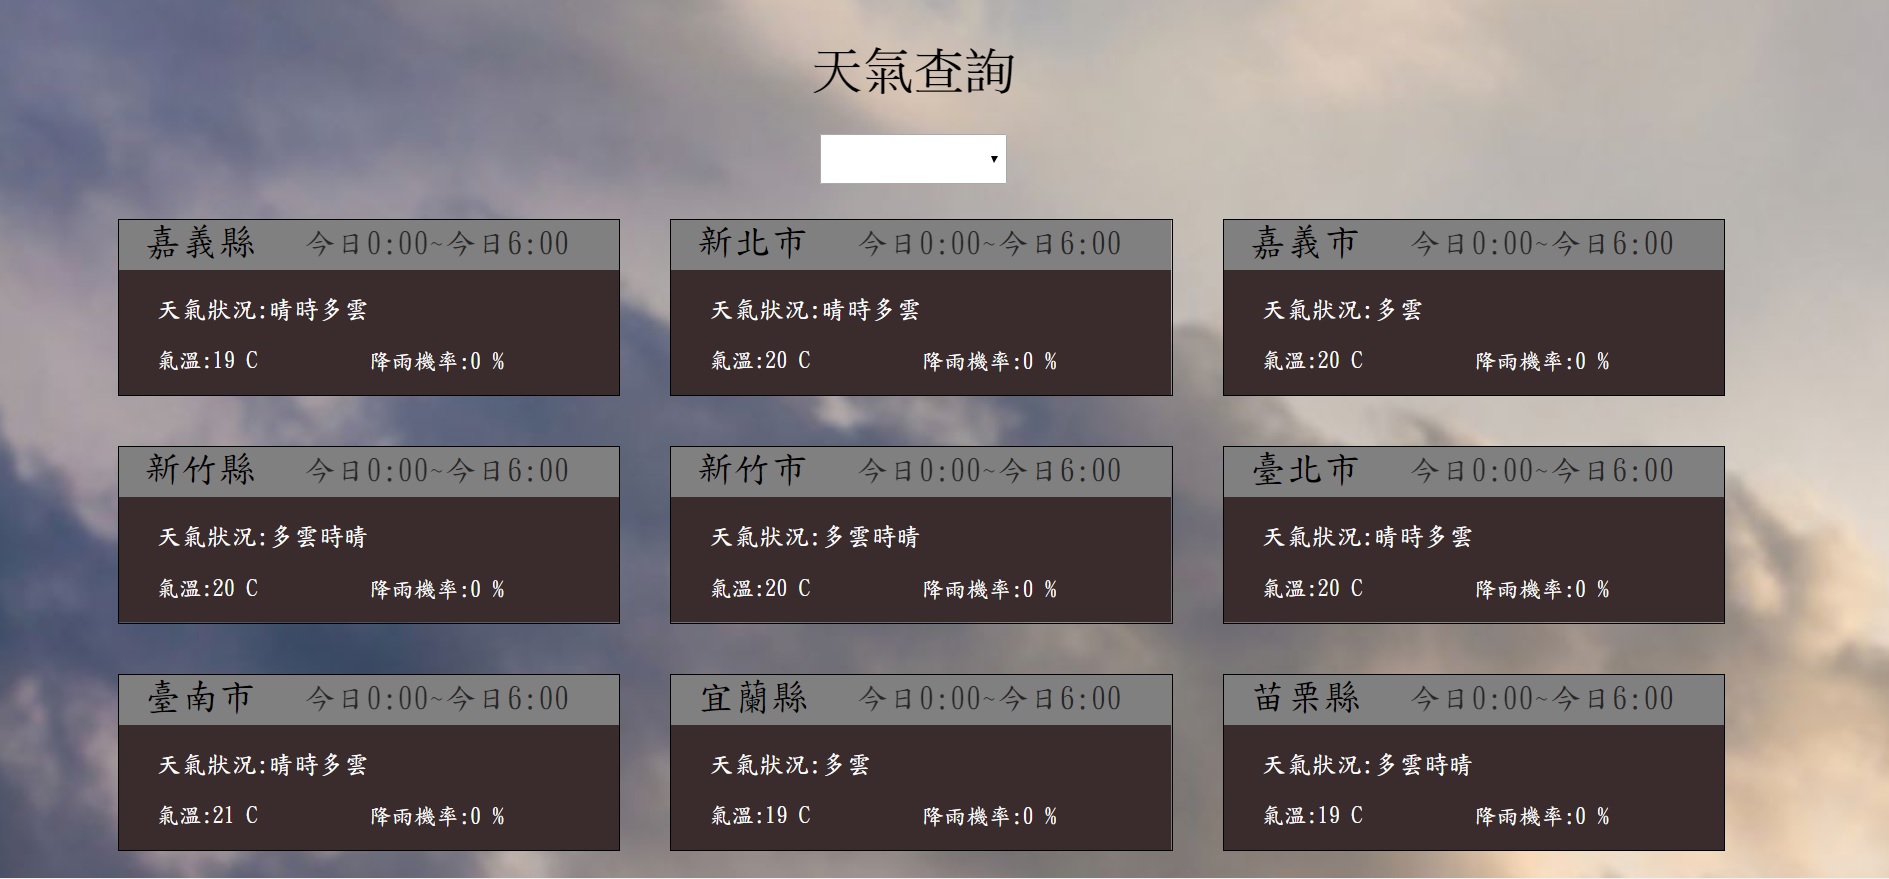 天氣查詢
嘉義縣 今日0:00~今日6:00
天氣狀況:晴時多雲
氣溫:19 C 降雨機率:0 %
新北市 今日0:00~今日6:00
天氣狀況:晴時多雲
氣溫:20 C 降雨機率:0 %
嘉義市 今日0:00~今日6:00
天氣狀況:多雲
氣溫:20 C 降雨機率:0 %
新竹縣 今日0:00~今日6:00
天氣狀況:多雲時晴
氣溫:20 C 降雨機率:0 %
新竹市 今日0:00~今日6:00
天氣狀況:多雲時晴
氣溫:20 C 降雨機率:0 %
臺北市 今日0:00~今日6:00
天氣狀況:晴時多雲
氣溫:20 C 降雨機率:0 %
臺南市 今日0:00~今日6:00
天氣狀況:晴時多雲
氣溫:21 C 降雨機率:0 %
宜蘭縣 今日0:00~今日6:00
天氣狀況:多雲
氣溫:19 C 降雨機率:0 %
苗栗縣 今日0:00~今日6:00
天氣狀況:多雲時晴
氣溫:19 C 降雨機率:0 %